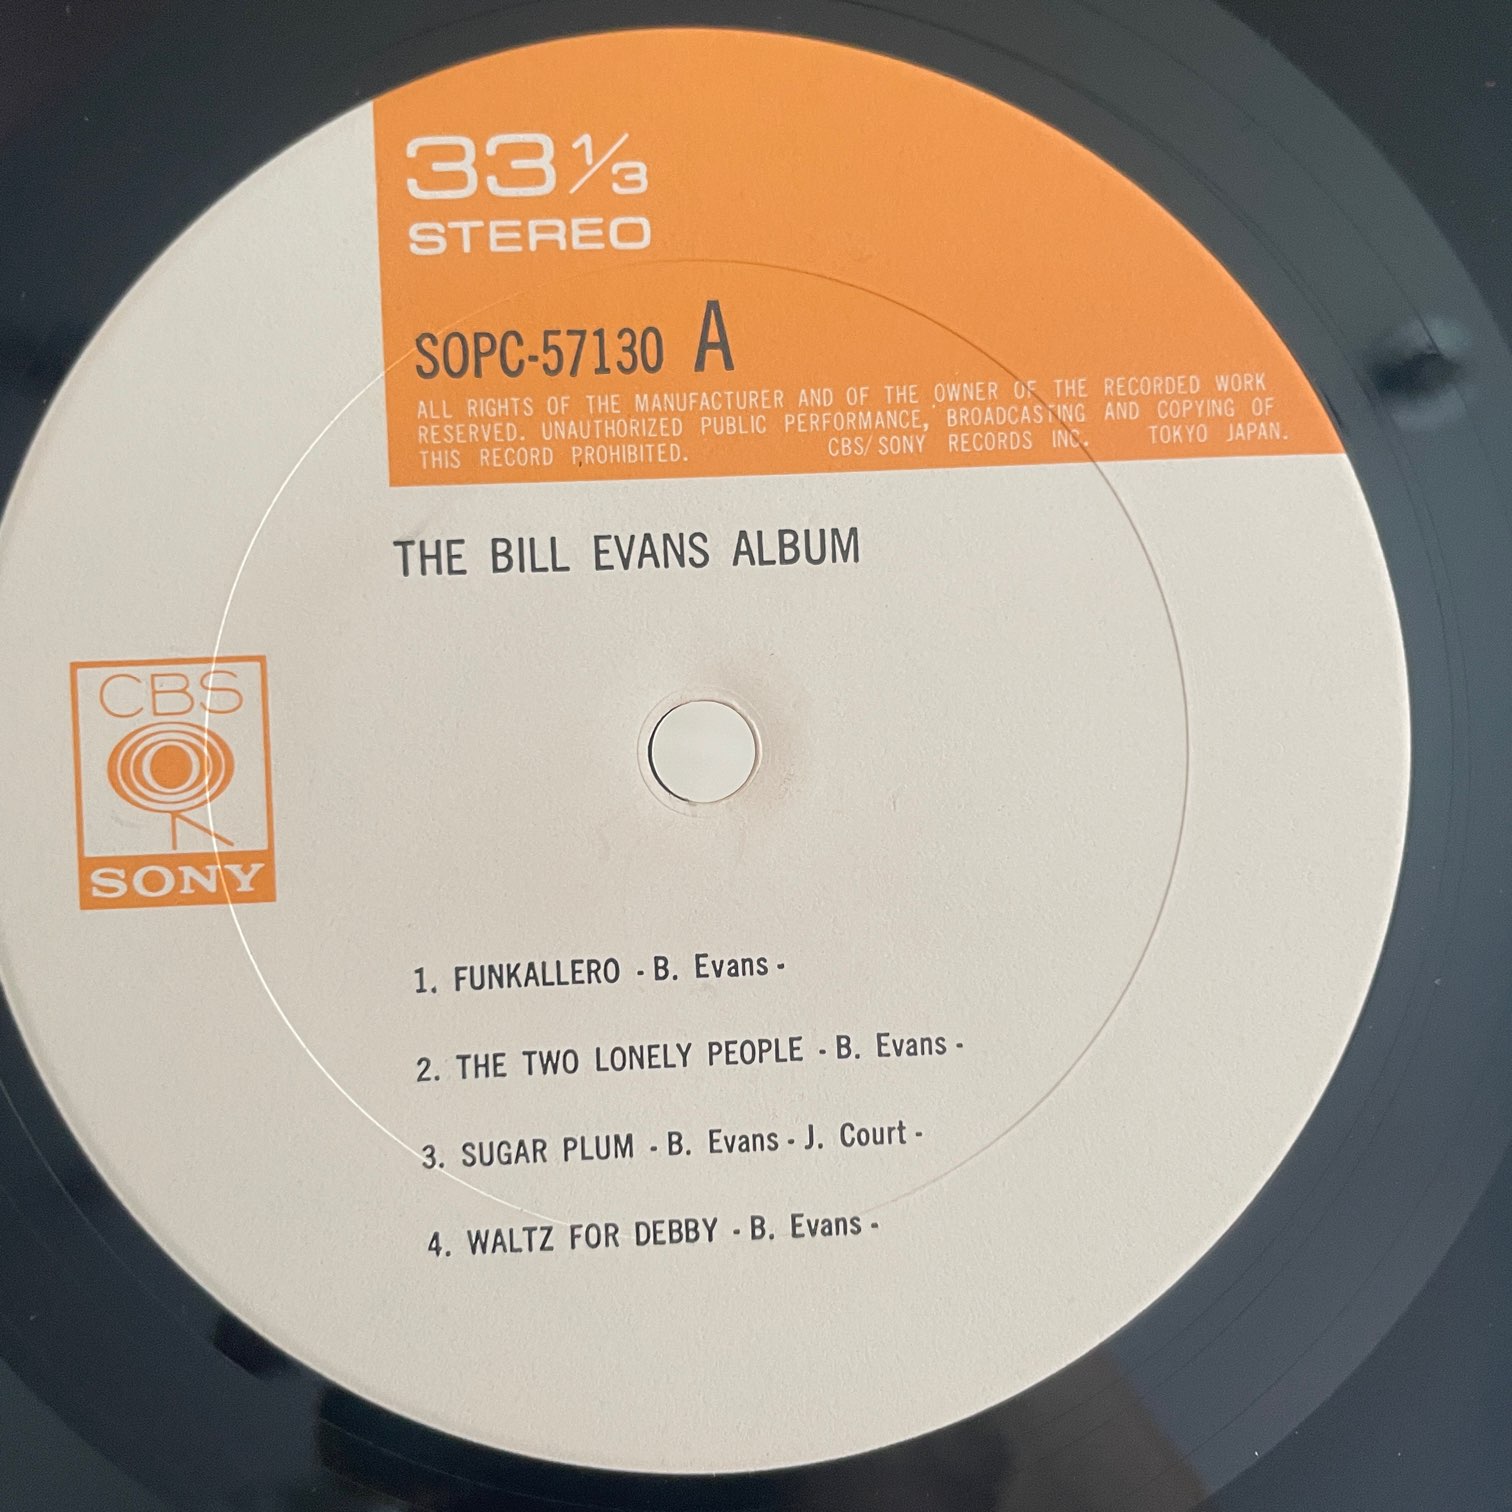 33 1/3
STEREO
SOPC-57130 A
ALL RIGHTS OF THE MANUFACTURER AND OF THE OWNER OF THE RECORDED WORK
RESERVED. UNAUTHORIZED PUBLIC PERFORMANCE, BROADCASTING AND COPYING OF
THIS RECORD PROHIBITED. CBS/SONY RECORDS INC. TOKYO JAPAN.
THE BILL EVANS ALBUM
CBS
SONY
1. FUNKALLERO - B. Evans -
2. THE TWO LONELY PEOPLE - B. Evans -
3. SUGAR PLUM - B. Evans - J. Court -
4. WALTZ FOR DEBBY - B. Evans -